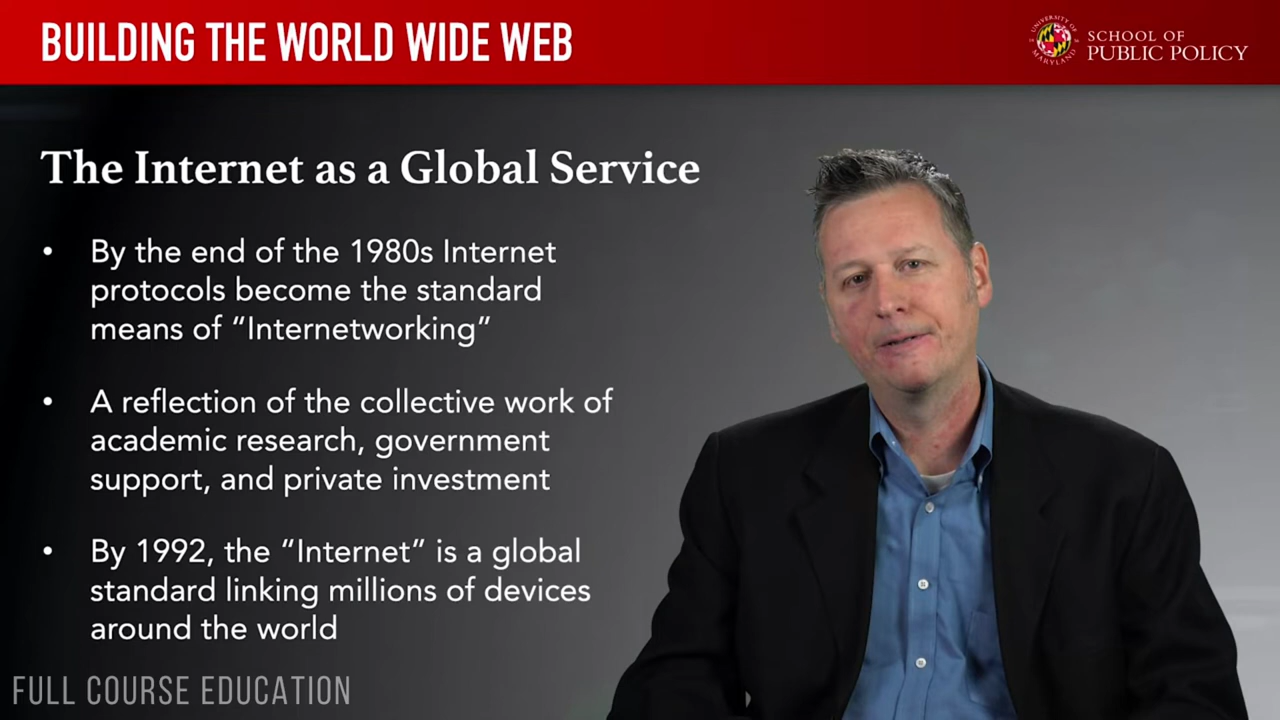 BUILDING THE WORLD WIDE WEB
UNIVERSITY OF MARYLAND
SCHOOL OF
PUBLIC POLICY
The Internet as a Global Service
• By the end of the 1980s Internet
protocols become the standard
means of “Internetworking”
• A reflection of the collective work of
academic research, government
support, and private investment
• By 1992, the “Internet” is a global
standard linking millions of devices
around the world
FULL COURSE EDUCATION